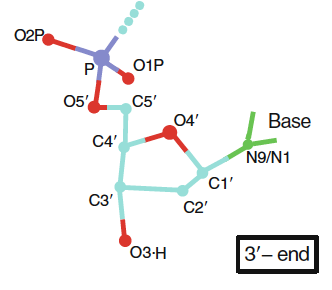 O2P
P
O1P
O5′
C5′
O4′
Base
C4′
N9/N1
C1′
C3′
C2′
O3·H
3′– end